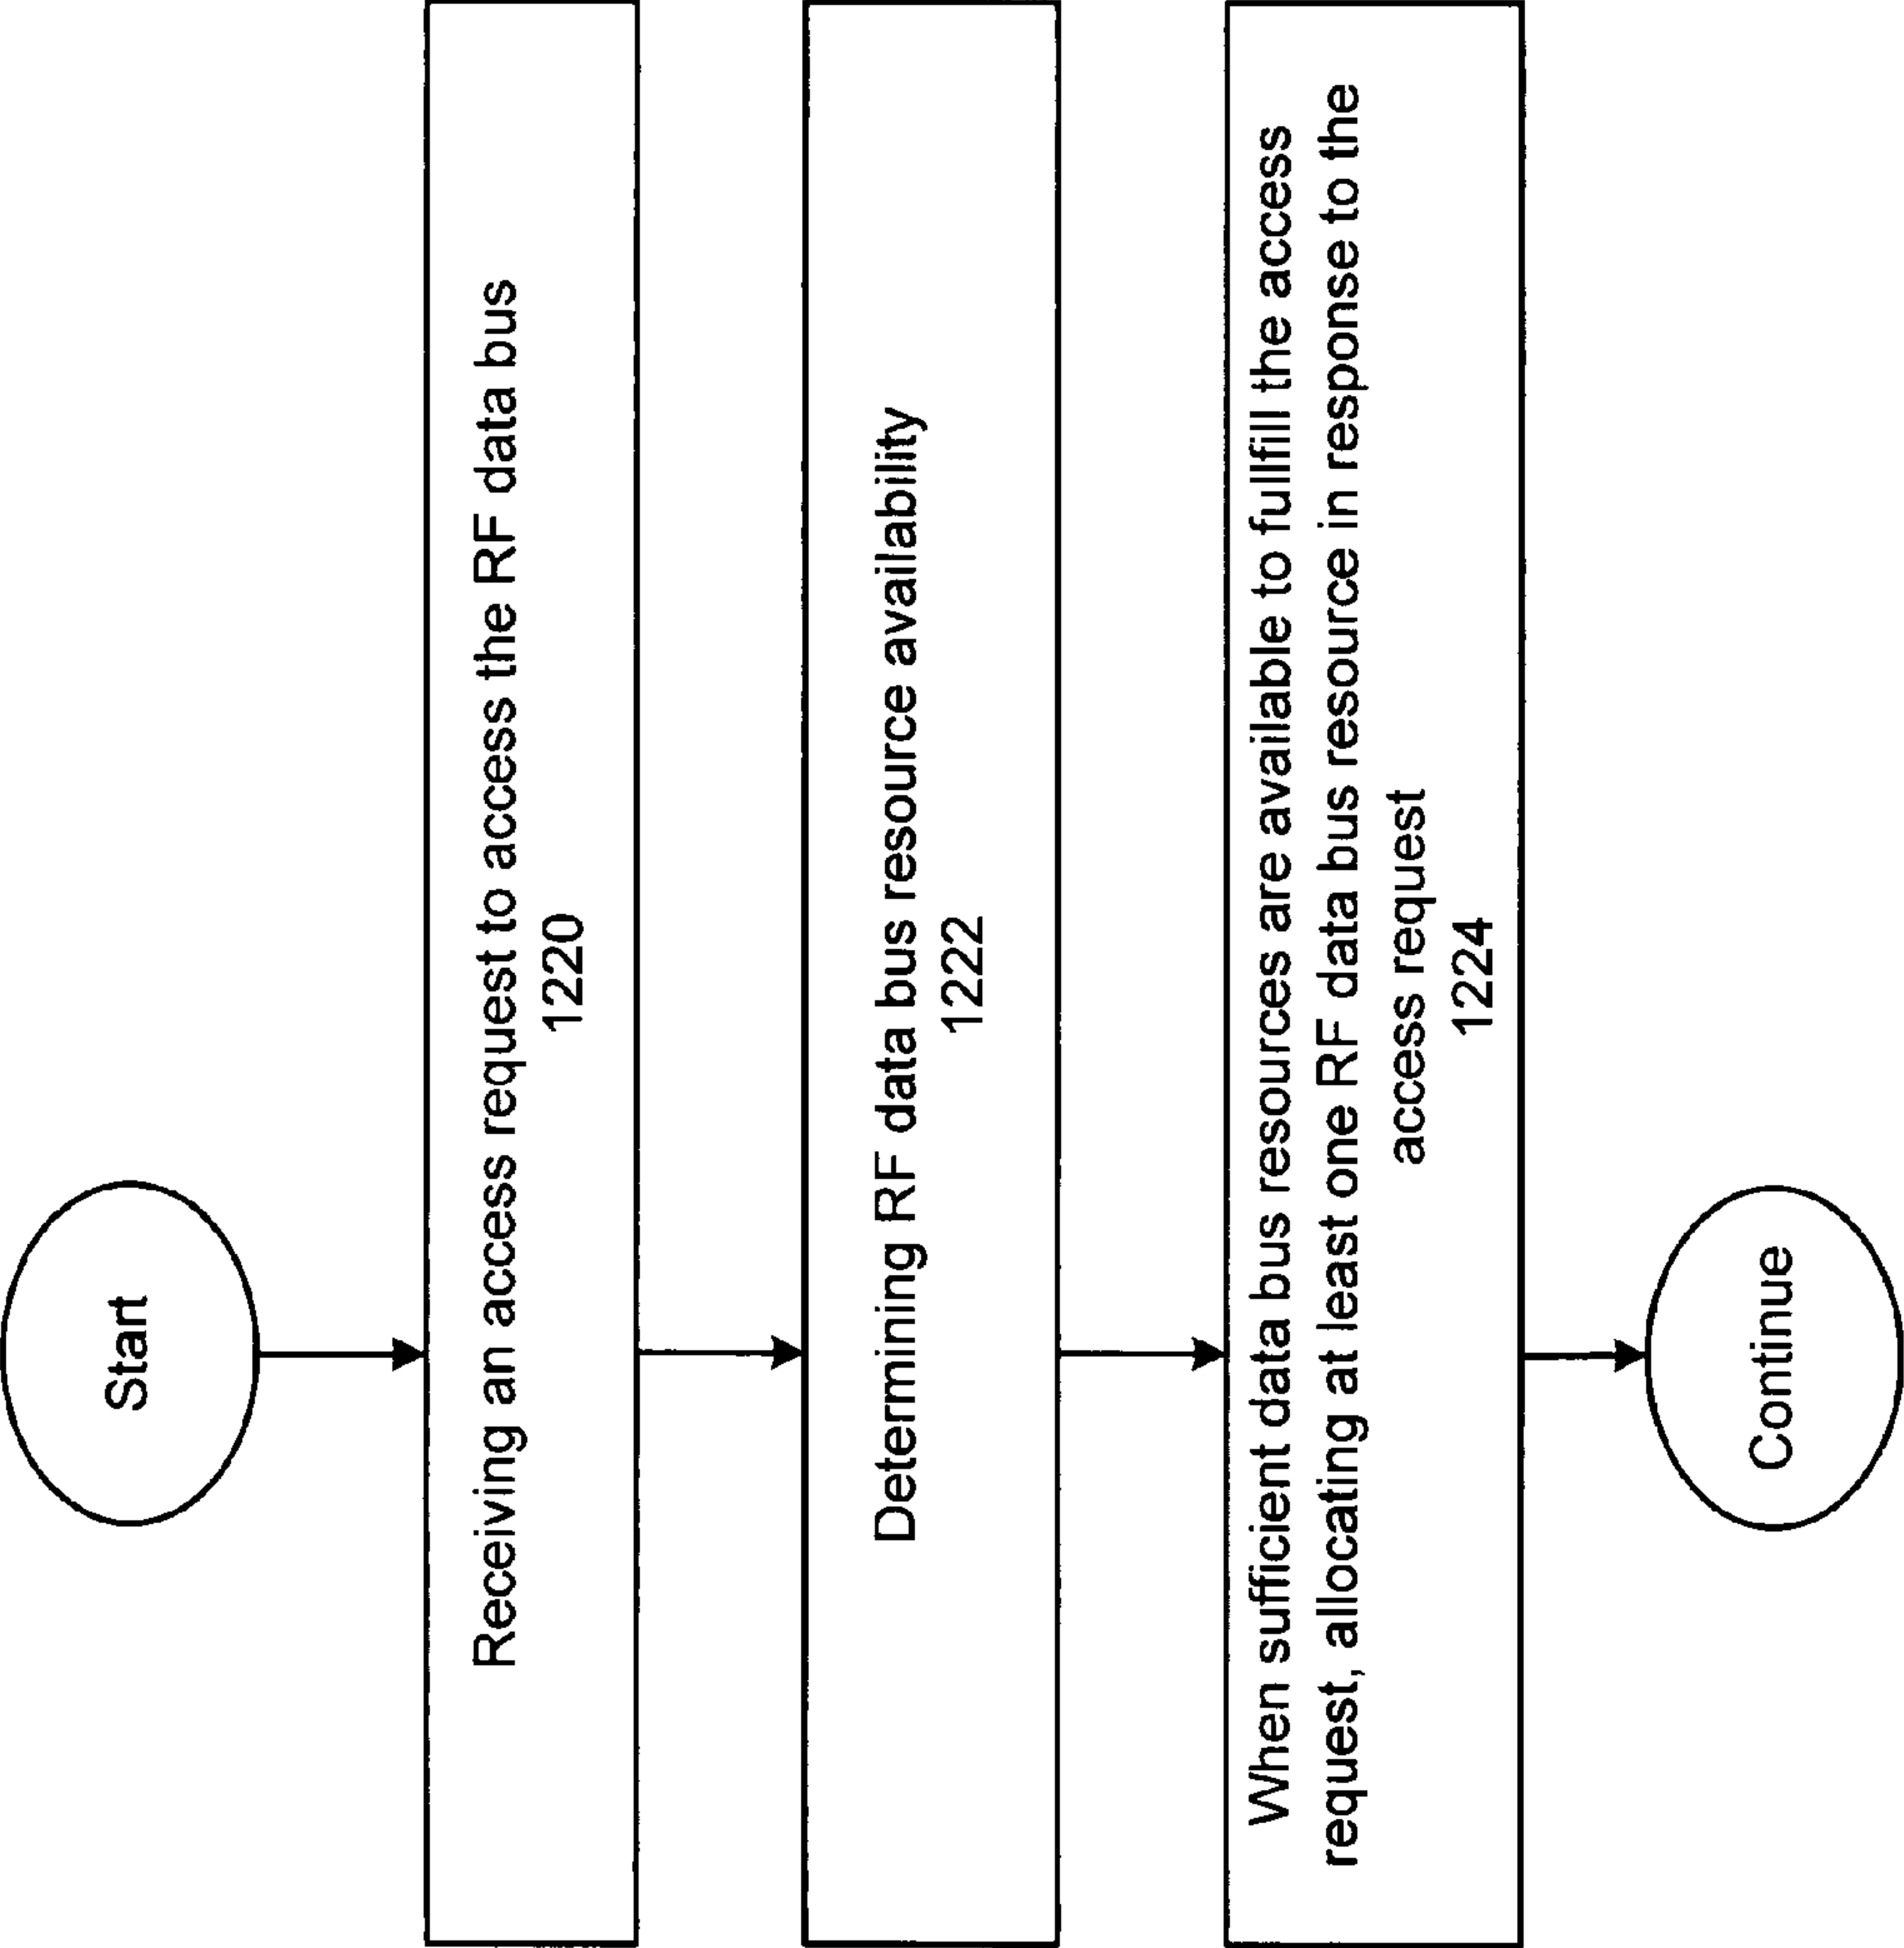 Start
Receiving an access request to access the RF data bus
1220
Determining RF data bus resource availability
1222
When sufficient data bus resources are available to fullfill the access
request, allocating at least one RF data bus resource in response to the
access request
1224
Continue